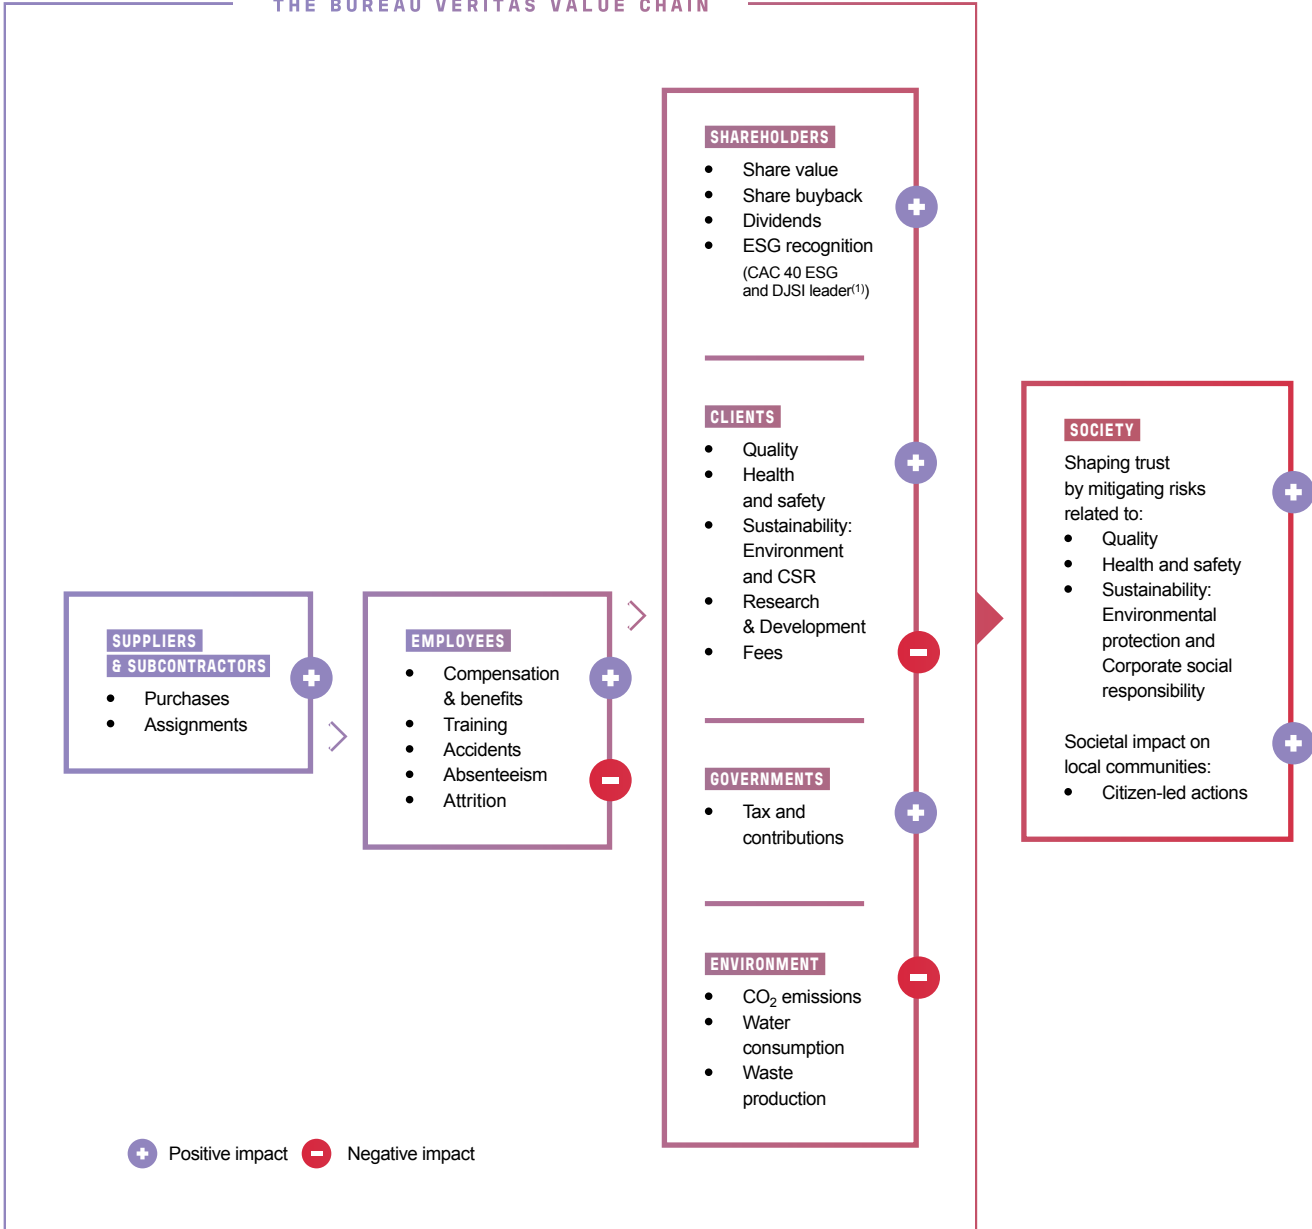 THE BUREAU VERITAS VALUE CHAIN
SUPPLIERS
& SUBCONTRACTORS
• Purchases
• Assignments
EMPLOYEES
• Compensation
& benefits
• Training
• Accidents
• Absenteeism
• Attrition
SHAREHOLDERS
• Share value
• Share buyback
• Dividends
• ESG recognition
(CAC 40 ESG
and DJSI leader(1))
CLIENTS
• Quality
• Health
and safety
• Sustainability:
Environment
and CSR
• Research
& Development
• Fees
GOVERNMENTS
• Tax and
contributions
ENVIRONMENT
• CO2 emissions
• Water
consumption
• Waste
production
SOCIETY
Shaping trust
by mitigating risks
related to:
• Quality
• Health and safety
• Sustainability:
Environmental
protection and
Corporate social
responsibility
Societal impact on
local communities:
• Citizen-led actions
Positive impact
Negative impact